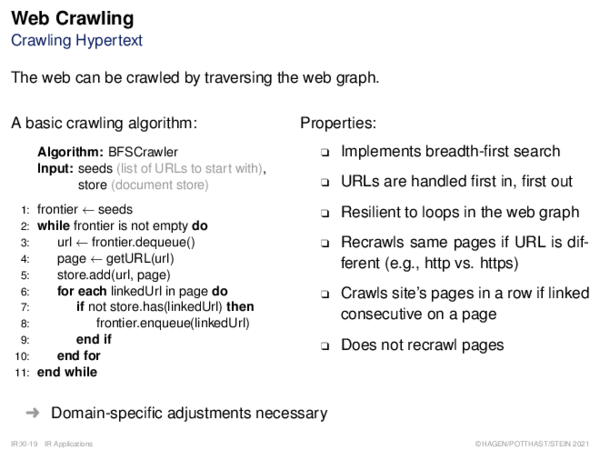 Web Crawling
Crawling Hypertext
The web can be crawled by traversing the web graph.
A basic crawling algorithm:
Algorithm: BFSCrawler
Input: seeds (list of URLs to start with),
store (document store)
1: frontier ← seeds
2: while frontier is not empty do
3: url ← frontier.dequeue()
4: page ← getURL(url)
5: store.add(url, page)
6: for each linkedUrl in page do
7: if not store.has(linkedUrl) then
8: frontier.enqueue(linkedUrl)
9: end if
10: end for
11: end while
Properties:
❑ Implements breadth-first search
❑ URLs are handled first in, first out
❑ Resilient to loops in the web graph
❑ Recrawls same pages if URL is dif-
ferent (e.g., http vs. https)
❑ Crawls site's pages in a row if linked
consecutive on a page
❑ Does not recrawl pages
➜ Domain-specific adjustments necessary
IR:XI-19 IR Applications
©HAGEN/POTTHAST/STEIN 2021